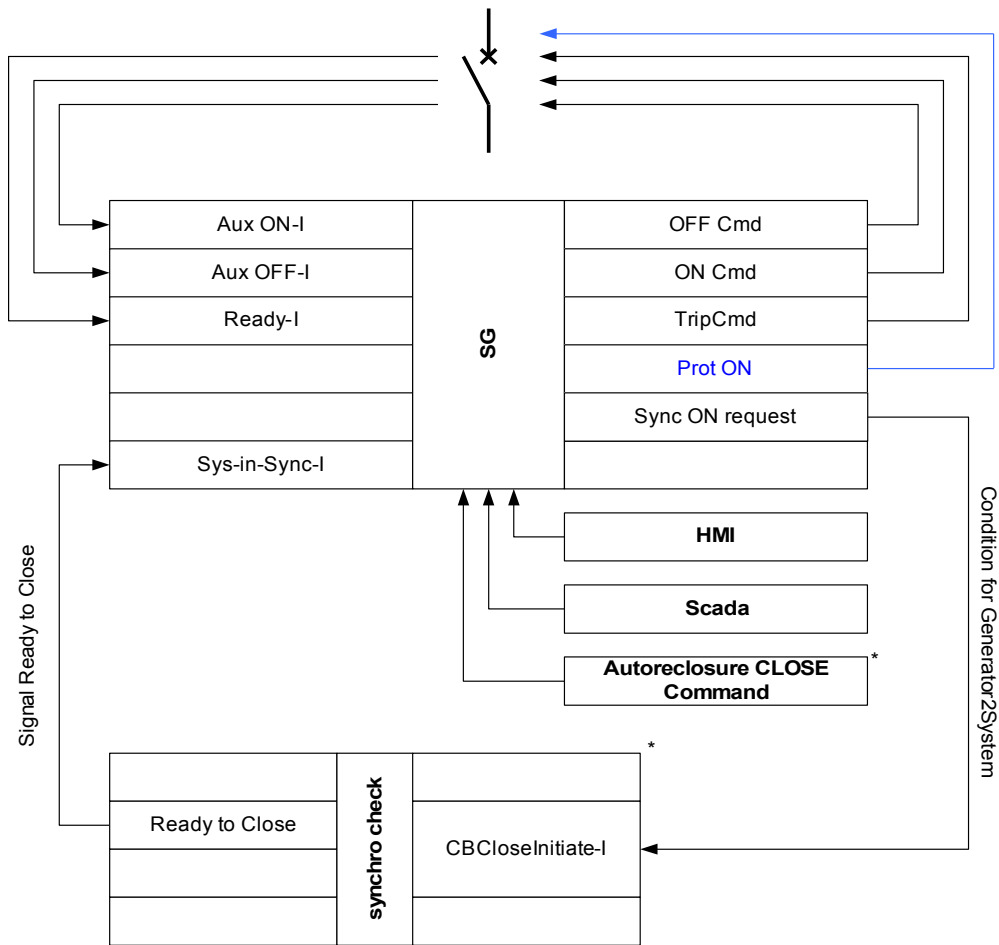 Aux ON-I
OFF Cmd
Aux OFF-I
ON Cmd
Ready-I
TripCmd
SG
Prot ON
Sync ON request
Sys-in-Sync-I
HMI
Scada
Autoreclosure CLOSE
Command
*
Signal Ready to Close
Condition for Generator2System
*
synchro check
Ready to Close
CBCloseInitiate-I